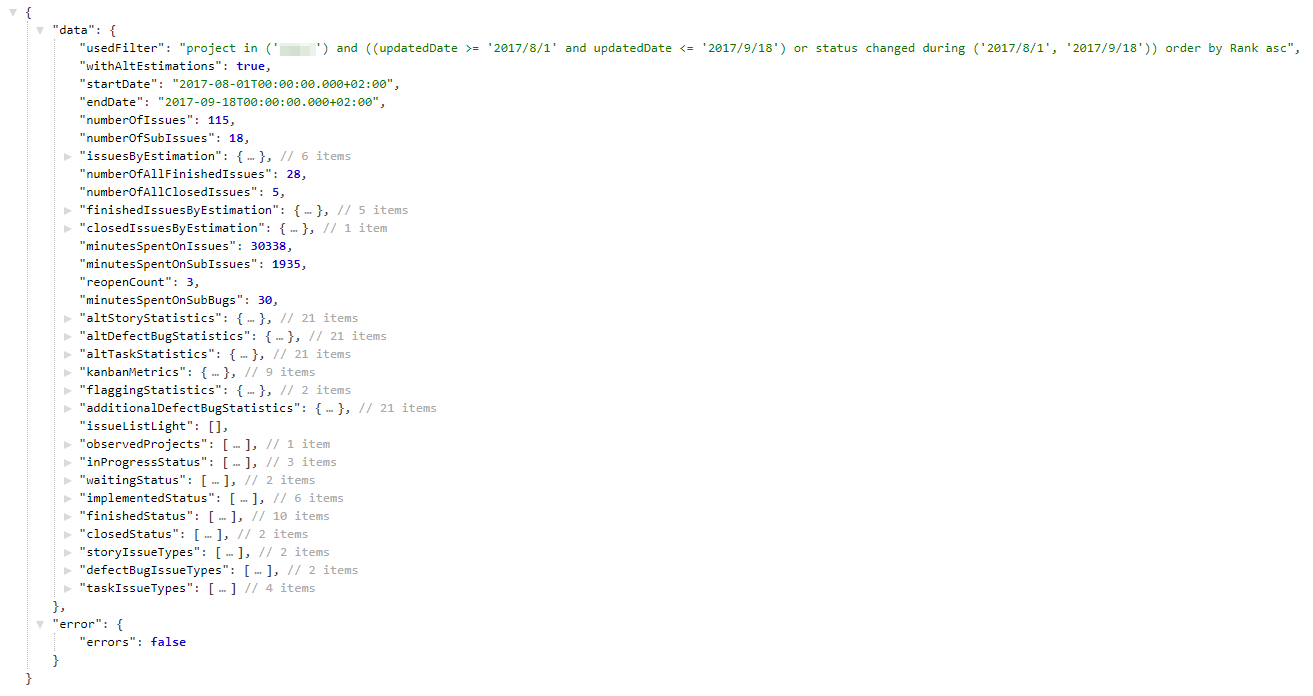 {
"data": {
"usedFilter": "project in ('') and ((updatedDate >= '2017/8/1' and updatedDate <= '2017/9/18') or status changed during ('2017/8/1', '2017/9/18')) order by Rank asc",
"withAltEstimations": true,
"startDate": "2017-08-01T00:00:00.000+02:00",
"endDate": "2017-09-18T00:00:00.000+02:00",
"numberOfIssues": 115,
"numberOfSubIssues": 18,
"issuesByEstimation": { … }, // 6 items
"numberOfAllFinishedIssues": 28,
"numberOfAllClosedIssues": 5,
"finishedIssuesByEstimation": { … }, // 5 items
"closedIssuesByEstimation": { … }, // 1 item
"minutesSpentOnIssues": 30338,
"minutesSpentOnSubIssues": 1935,
"reopenCount": 3,
"minutesSpentOnSubBugs": 30,
"altStoryStatistics": { … }, // 21 items
"altDefectBugStatistics": { … }, // 21 items
"altTaskStatistics": { … }, // 21 items
"kanbanMetrics": { … }, // 9 items
"flaggingStatistics": { … }, // 2 items
"additionalDefectBugStatistics": { … }, // 21 items
"issueListLight": [],
"observedProjects": [ … ], // 1 item
"inProgressStatus": [ … ], // 3 items
"waitingStatus": [ … ], // 2 items
"implementedStatus": [ … ], // 6 items
"finishedStatus": [ … ], // 10 items
"closedStatus": [ … ], // 2 items
"storyIssueTypes": [ … ], // 2 items
"defectBugIssueTypes": [ … ], // 2 items
"taskIssueTypes": [ … ] // 4 items
},
"error": {
"errors": false
}
}